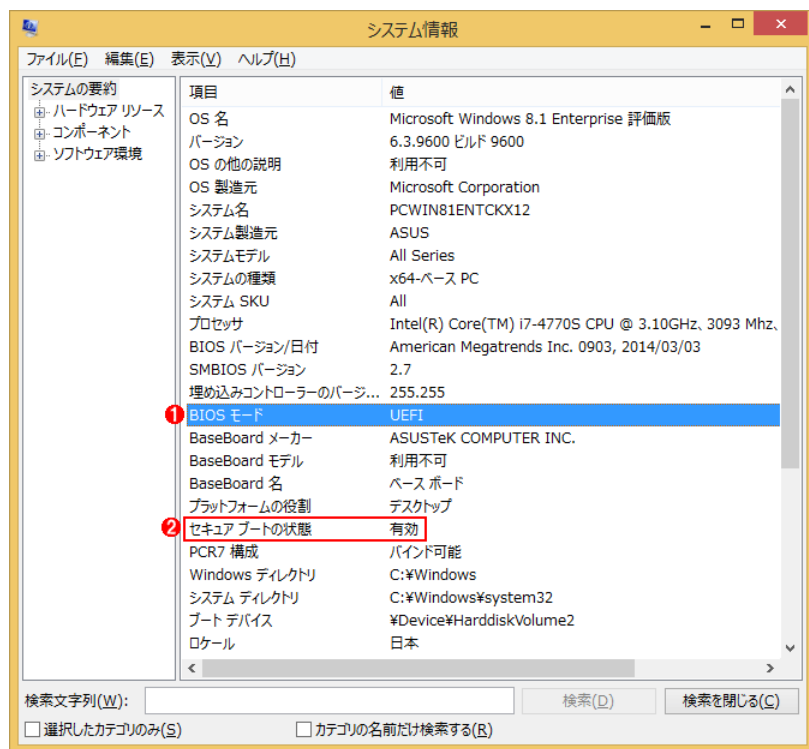 システム情報
ファイル(F) 編集(E) 表示(V) ヘルプ(H)
システムの要約
ハードウェア リソース
コンポーネント
ソフトウェア環境
項目 値
OS 名 Microsoft Windows 8.1 Enterprise 評価版
バージョン 6.3.9600 ビルド 9600
OS の他の説明 利用不可
OS 製造元 Microsoft Corporation
システム名 PCWIN81ENTCKX12
システム製造元 ASUS
システムモデル All Series
システムの種類 x64-ベース PC
システム SKU All
プロセッサ Intel(R) Core(TM) i7-4770S CPU @ 3.10GHz、3093 Mhz、
BIOS バージョン/日付 American Megatrends Inc. 0903, 2014/03/03
SMBIOS バージョン 2.7
埋め込みコントローラーのバージ... 255.255
1 BIOS モード UEFI
BaseBoard メーカー ASUSTeK COMPUTER INC.
BaseBoard モデル 利用不可
BaseBoard 名 ベース ボード
プラットフォームの役割 デスクトップ
2 セキュア ブートの状態 有効
PCR7 構成 バインド可能
Windows ディレクトリ C:¥Windows
システム ディレクトリ C:¥Windows¥system32
ブート デバイス ¥Device¥HarddiskVolume2
ロケール 日本
検索文字列(W): 検索(D) 検索を閉じる(C)
選択したカテゴリのみ(S) カテゴリの名前だけ検索する(R)